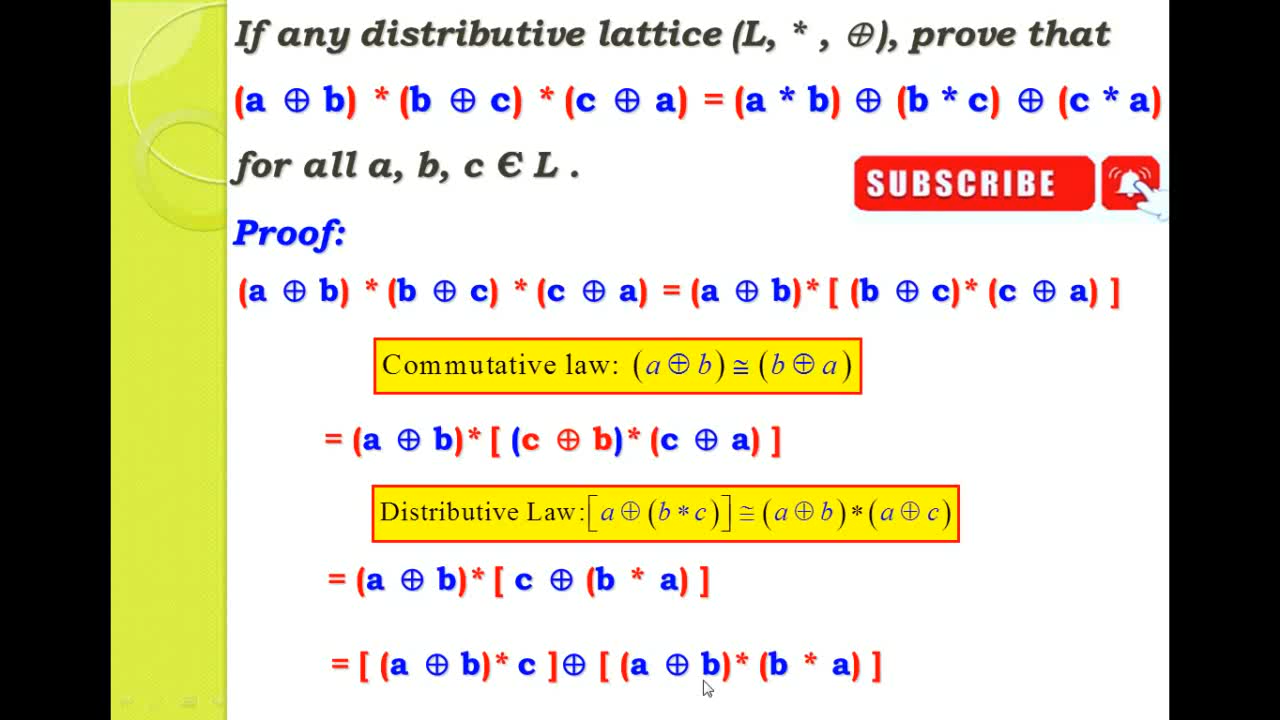 If any distributive lattice (L, * , ⊕), prove that
(a ⊕ b) * (b ⊕ c) * (c ⊕ a) = (a * b) ⊕ (b * c) ⊕ (c * a)
for all a, b, c Є L .
SUBSCRIBE
Proof:
(a ⊕ b) * (b ⊕ c) * (c ⊕ a) = (a ⊕ b)* [ (b ⊕ c)* (c ⊕ a) ]
Commutative law: (a ⊕ b) ≅ (b ⊕ a)
= (a ⊕ b)* [ (c ⊕ b)* (c ⊕ a) ]
Distributive Law:[a ⊕ (b * c)] ≅ (a ⊕ b) * (a ⊕ c)
= (a ⊕ b)* [ c ⊕ (b * a) ]
= [ (a ⊕ b)* c ]⊕ [ (a ⊕ b)* (b * a) ]